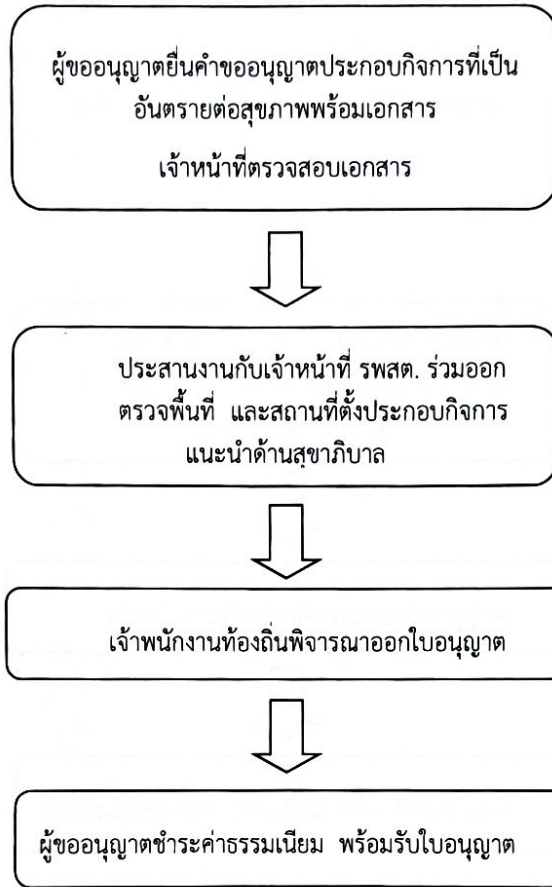 ผู้ขออนุญาตยื่นคำขออนุญาตประกอบกิจการที่เป็น
อันตรายต่อสุขภาพพร้อมเอกสาร
เจ้าหน้าที่ตรวจสอบเอกสาร
ประสานงานกับเจ้าหน้าที่ รพสต. ร่วมออก
ตรวจพื้นที่ และสถานที่ตั้งประกอบกิจการ
แนะนำด้านสุขาภิบาล
เจ้าพนักงานท้องถิ่นพิจารณาออกใบอนุญาต
ผู้ขออนุญาตชำระค่าธรรมเนียม พร้อมรับใบอนุญาต